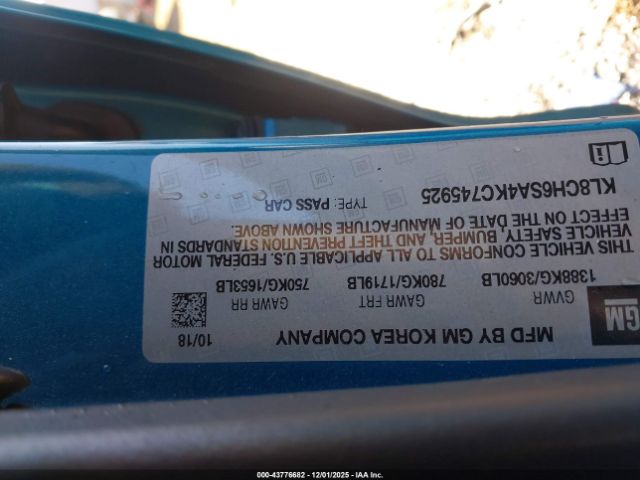 GM
MFD BY GM KOREA COMPANY 10/18
GVWR GAWR FRT GAWR RR
1388KG/3060LB 780KG/1719LB 750KG/1653LB
THIS VEHICLE CONFORMS TO ALL APPLICABLE U.S. FEDERAL MOTOR
VEHICLE SAFETY, BUMPER, AND THEFT PREVENTION STANDARDS IN
EFFECT ON THE DATE OF MANUFACTURE SHOWN ABOVE.
KL8CH6SA4KC745925 TYPE: PASS CAR
000-43776682 - 12/01/2025 - IAAI, Inc.